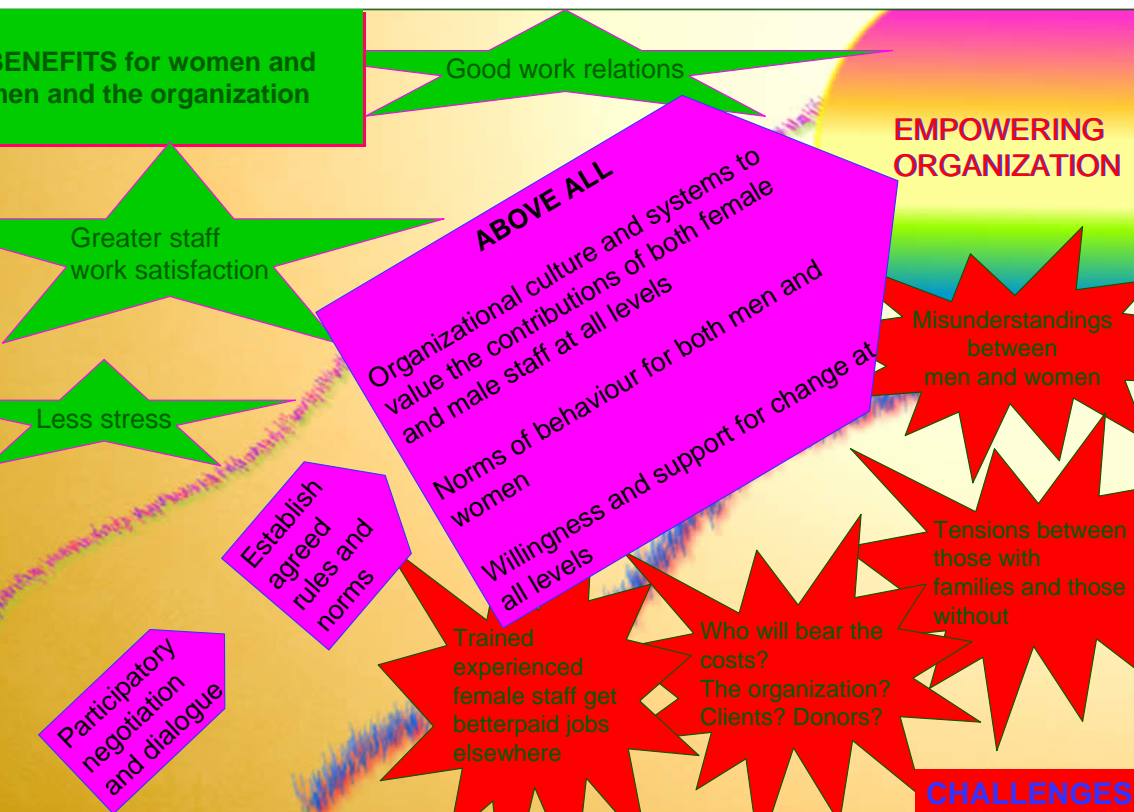 BENEFITS for women and
men and the organization
Good work relations
EMPOWERING
ORGANIZATION
Greater staff
work satisfaction
Less stress
ABOVE ALL
Organizational culture and systems to
value the contributions of both female
and male staff at all levels
Norms of behaviour for both men and
women
Willingness and support for change at
all levels
Misunderstandings
between
men and women
Establish
agreed
rules and
norms
Tensions between
those with
families and those
without
Participatory
negotiation
and dialogue
Trained
experienced
female staff get
betterpaid jobs
elsewhere
Who will bear the
costs?
The organization?
Clients? Donors?
CHALLENGES